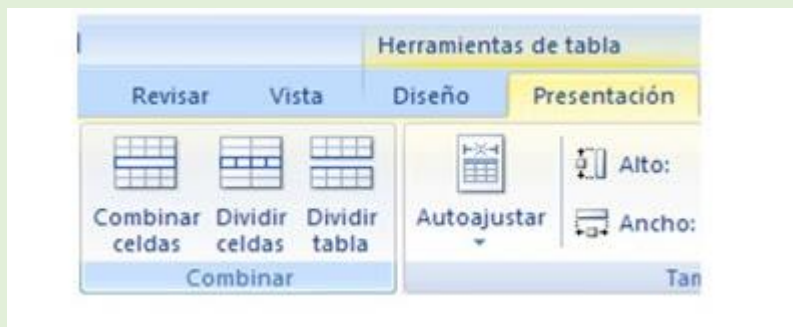 Herramientas de tabla
Revisar Vista Diseño Presentación
Combinar celdas
Dividir celdas
Dividir tabla
Autoajustar
Alto:
Ancho:
Combinar